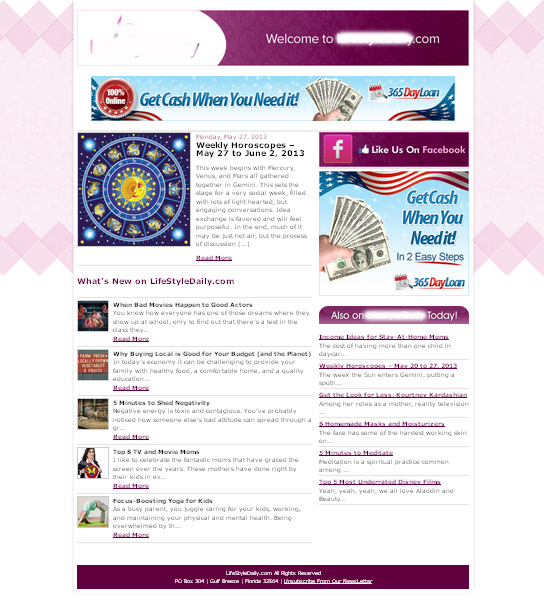 Welcome to
.com
100%
Online
Get Cash When You Need it!
365 Day Loan
Monday, May 27, 2013
Weekly Horoscopes –
May 27 to June 2, 2013
This week begins with Mercury,
Venus, and Mars all gathered
together in Gemini. This sets the
stage for a very social week, filled
with lots of light hearted, but
engaging conversations. Idea
exchange is favored and will feel
purposeful. In the end, much of it
may be just hot air, but the process
of discussion [...]
Read More
f Like Us On Facebook
Get Cash
When You
Need it!
In 2 Easy Steps
365 Day Loan
What's New on LifeStyleDaily.com
When Bad Movies Happen to Good Actors
You know how everyone has one of those dreams where they
show up at school, only to find out that there's a test in the
class they...
Read More
FARM FRESH
LOCALLY GROWN
VEGETABLES
& FRUITS
Why Buying Local is Good for Your Budget (and the Planet)
In today's economy it can be challenging to provide your
family with healthy food, a comfortable home, and a quality
education...
Read More
5 Minutes to Shed Negativity
Negative energy is toxic and contagious. You've probably
noticed how someone else's bad attitude can spread through a
gr...
Read More
Top 8 TV and Movie Moms
I like to celebrate the fantastic moms that have graced the
screen over the years. These mothers have done right by
their kids in ev...
Read More
Focus-Boosting Yoga for Kids
As a busy parent, you juggle caring for your kids, working,
and maintaining your physical and mental health. Being
overwhelmed by th...
Read More
Also on
Today!
Income Ideas for Stay-At-Home Moms
The cost of having more than one child in
daycar...
Weekly Horoscopes – May 20 to 27, 2013
The week the Sun enters Gemini, putting a
spotli...
Get the Look for Less: Kourtney Kardashian
Among her roles as a mother, reality television
...
6 Homemade Masks and Moisturizers
The face has some of the hardest working skin
on...
5 Minutes to Meditate
Meditation is a spiritual practice common
among ...
Top 5 Most Underrated Disney Films
Yeah, yeah, yeah, we all love Aladdin and
Beauty...
LifeStyleDaily.com All Rights Reserved
PO Box 304 | Gulf Breeze | Florida 32564 | Unsubscribe From Our NewsLetter